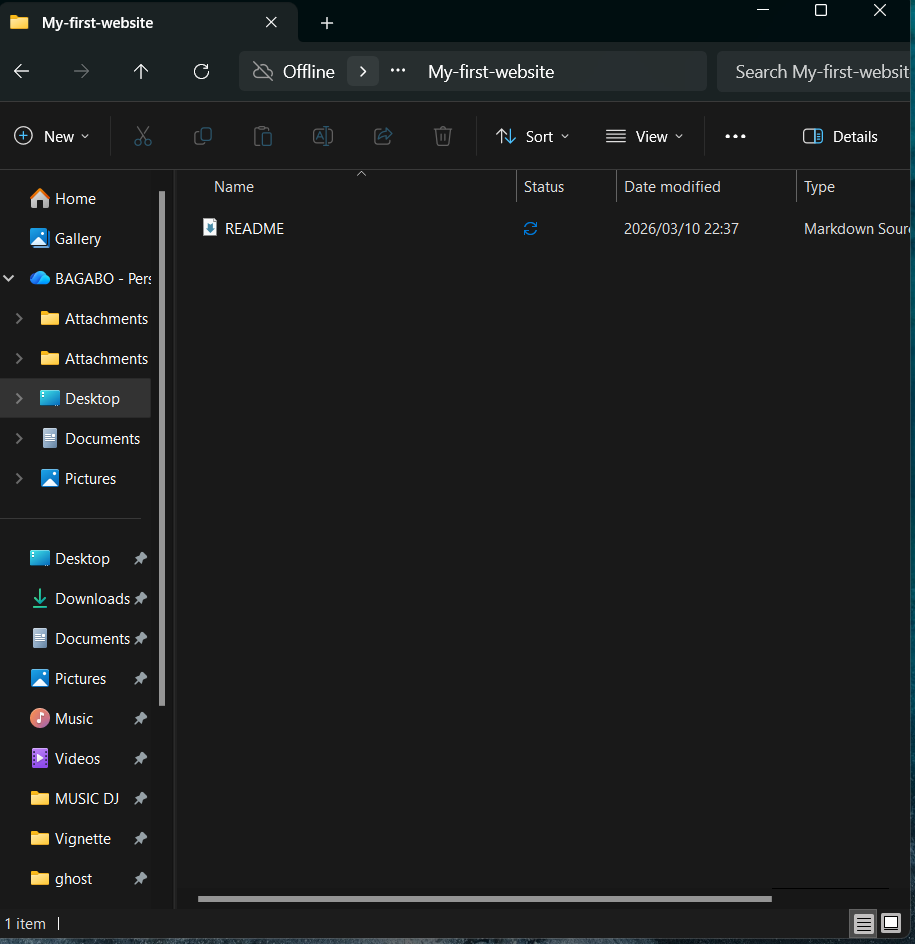 My-first-website
Offline
My-first-website
Search My-first-websit
New
Sort
View
Details
Name
Status
Date modified
Type
README
2026/03/10 22:37
Markdown Sour
Home
Gallery
BAGABO - Pers
Attachments
Attachments
Desktop
Documents
Pictures
Desktop
Downloads
Documents
Pictures
Music
Videos
MUSIC DJ
Vignette
ghost
1 item